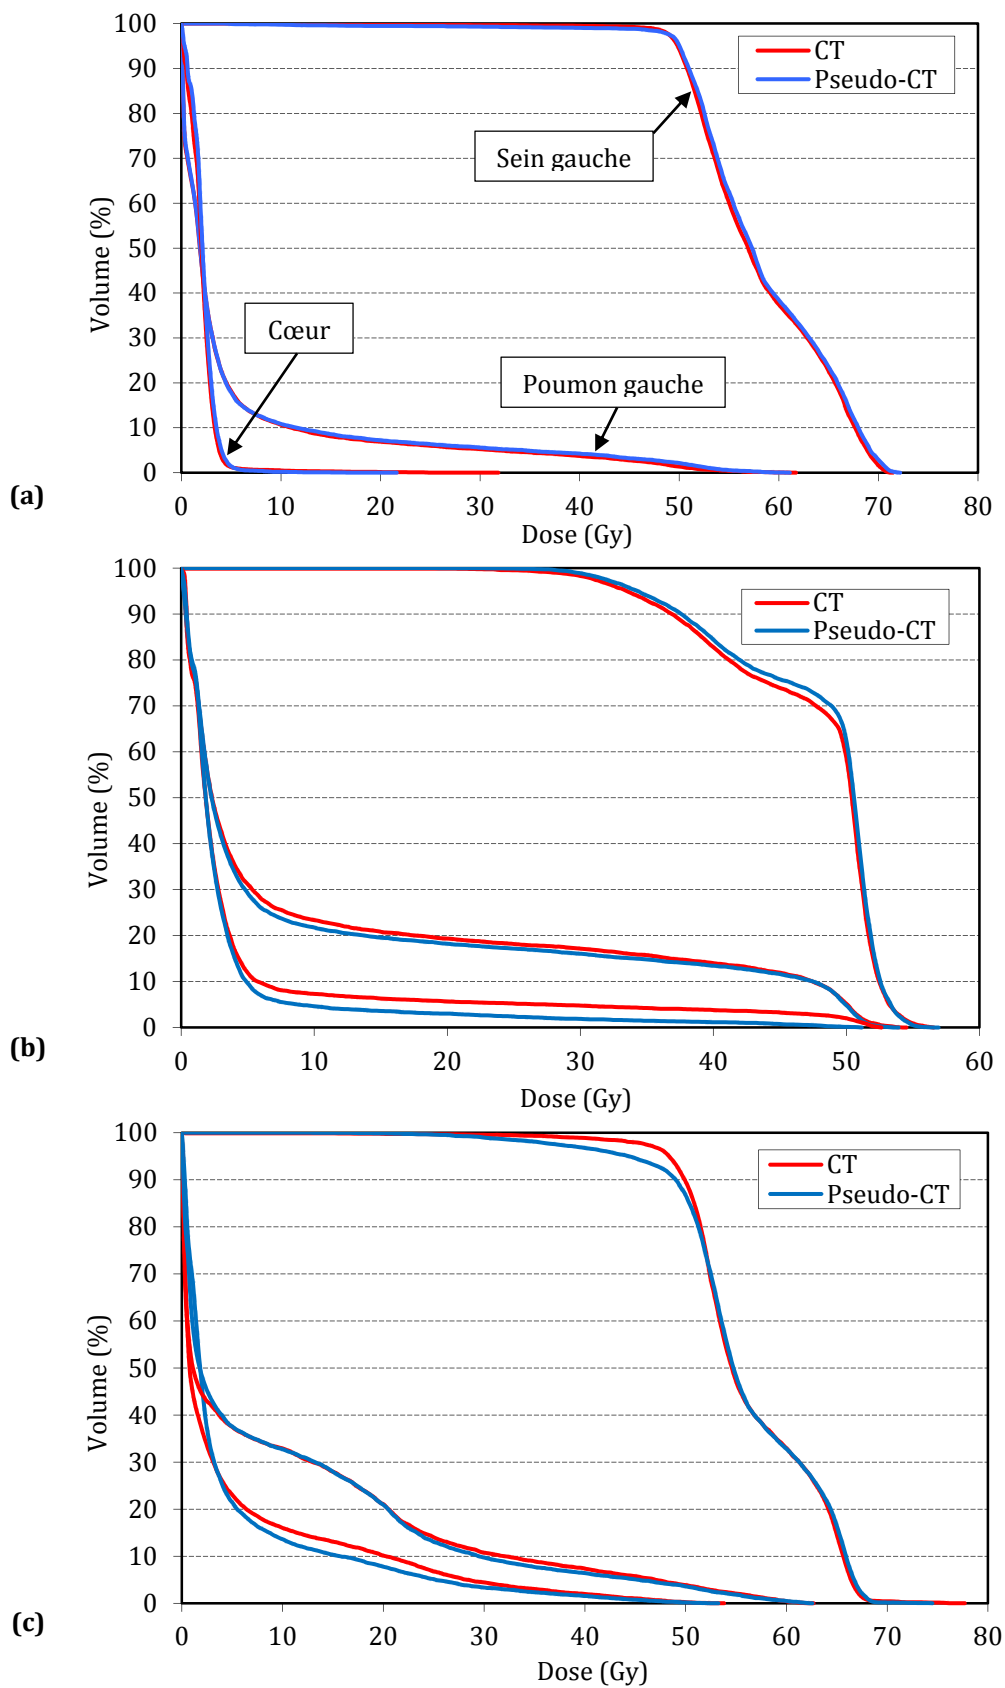 100
90
80
70
60
50
40
30
20
10
0
Volume (%)
CT
Pseudo-CT
Sein gauche
Cœur
Poumon gauche
0 10 20 30 40 50 60 70 80
Dose (Gy)
(a)
100
90
80
70
60
50
40
30
20
10
0
Volume (%)
CT
Pseudo-CT
0 10 20 30 40 50 60
Dose (Gy)
(b)
100
90
80
70
60
50
40
30
20
10
0
Volume (%)
CT
Pseudo-CT
0 10 20 30 40 50 60 70 80
Dose (Gy)
(c)